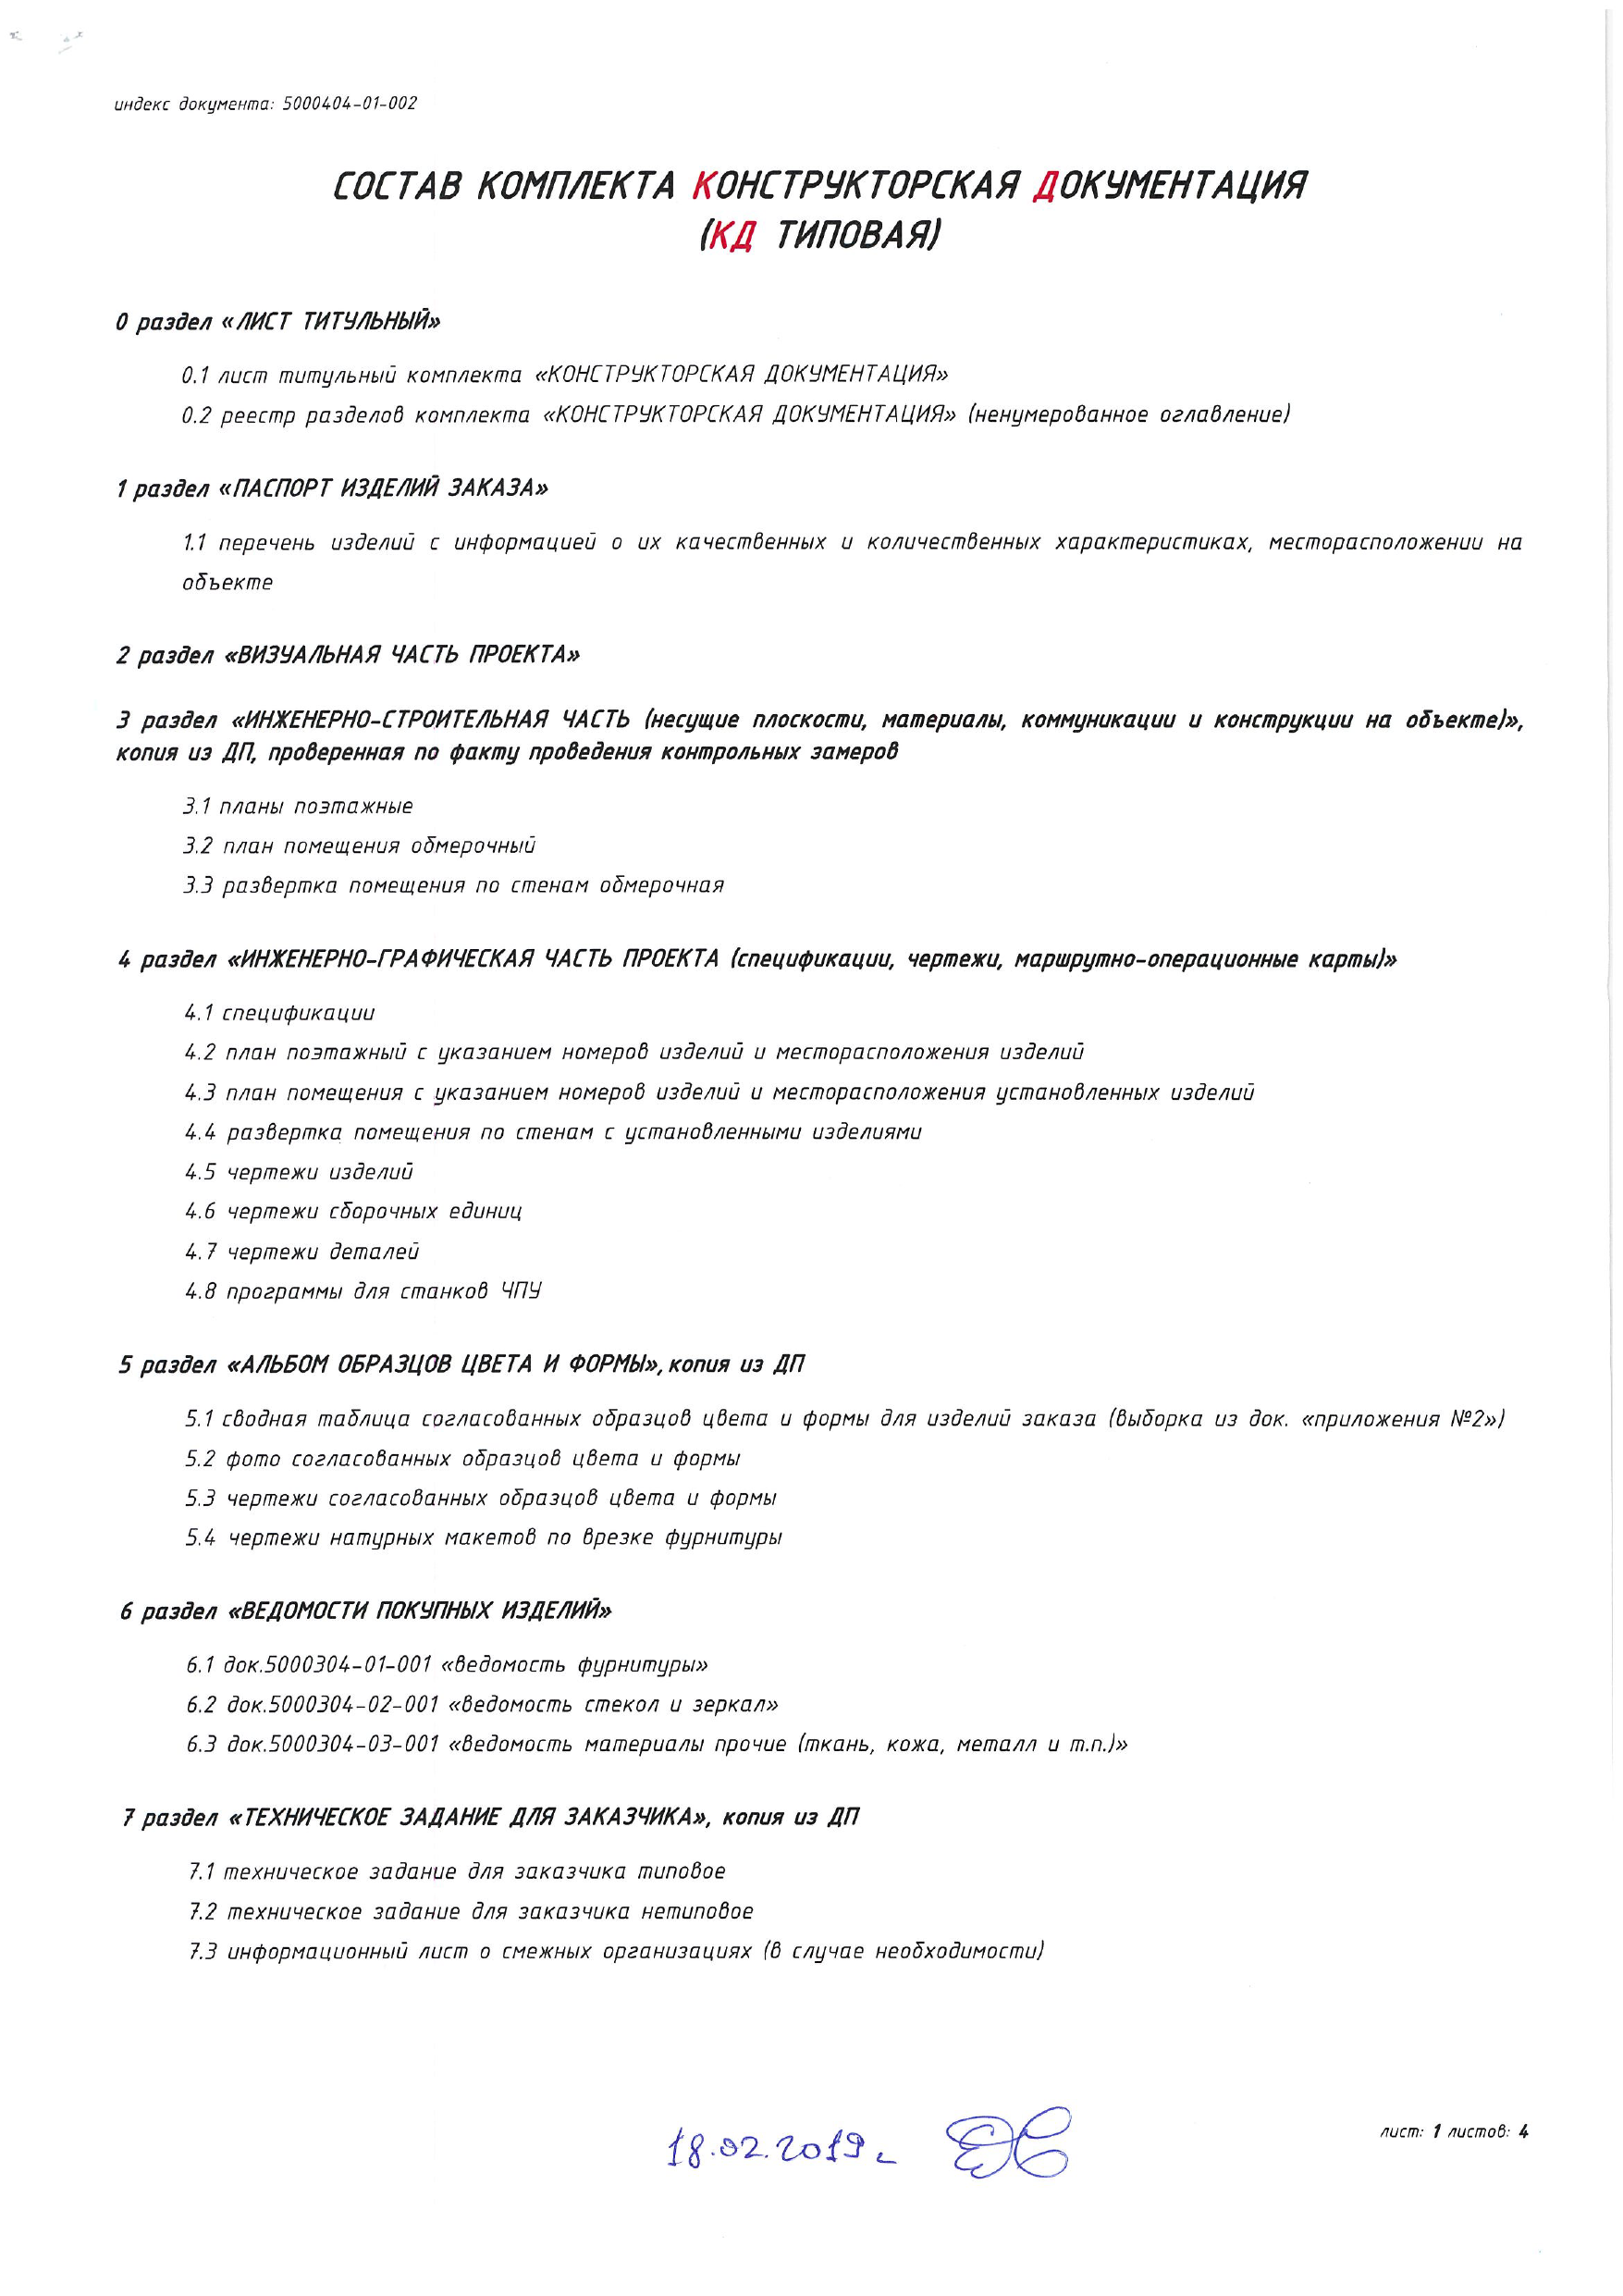 индекс документа: 5000404-01-002
СОСТАВ КОМПЛЕКТА КОНСТРУКТОРСКАЯ ДОКУМЕНТАЦИЯ
(КД ТИПОВАЯ)
0 раздел «ЛИСТ ТИТУЛЬНЫЙ»
0.1 лист титульный комплекта «КОНСТРУКТОРСКАЯ ДОКУМЕНТАЦИЯ»
0.2 реестр разделов комплекта «КОНСТРУКТОРСКАЯ ДОКУМЕНТАЦИЯ» (ненумерованное оглавление)
1 раздел «ПАСПОРТ ИЗДЕЛИЙ ЗАКАЗА»
1.1 перечень изделий с информацией о их качественных и количественных характеристиках, месторасположении на
объекте
2 раздел «ВИЗУАЛЬНАЯ ЧАСТЬ ПРОЕКТА»
3 раздел «ИНЖЕНЕРНО-СТРОИТЕЛЬНАЯ ЧАСТЬ (несущие плоскости, материалы, коммуникации и конструкции на объекте)»,
копия из ДП, проверенная по факту проведения контрольных замеров
3.1 планы поэтажные
3.2 план помещения обмерочный
3.3 развертка помещения по стенам обмерочная
4 раздел «ИНЖЕНЕРНО-ГРАФИЧЕСКАЯ ЧАСТЬ ПРОЕКТА (спецификации, чертежи, маршрутно-операционные карты)»
4.1 спецификации
4.2 план поэтажный с указанием номеров изделий и месторасположения изделий
4.3 план помещения с указанием номеров изделий и месторасположения установленных изделий
4.4 развертка помещения по стенам с установленными изделиями
4.5 чертежи изделий
4.6 чертежи сборочных единиц
4.7 чертежи деталей
4.8 программы для станков ЧПУ
5 раздел «АЛЬБОМ ОБРАЗЦОВ ЦВЕТА И ФОРМЫ», копия из ДП
5.1 сводная таблица согласованных образцов цвета и формы для изделий заказа (выборка из док. «приложения №2»)
5.2 фото согласованных образцов цвета и формы
5.3 чертежи согласованных образцов цвета и формы
5.4 чертежи натурных макетов по врезке фурнитуры
6 раздел «ВЕДОМОСТИ ПОКУПНЫХ ИЗДЕЛИЙ»
6.1 док.5000304-01-001 «ведомость фурнитуры»
6.2 док.5000304-02-001 «ведомость стекол и зеркал»
6.3 док.5000304-03-001 «ведомость материалы прочие (ткань, кожа, металл и т.п.)»
7 раздел «ТЕХНИЧЕСКОЕ ЗАДАНИЕ ДЛЯ ЗАКАЗЧИКА», копия из ДП
7.1 техническое задание для заказчика типовое
7.2 техническое задание для заказчика нетиповое
7.3 информационный лист о смежных организациях (в случае необходимости)
лист: 1 листов: 4
18.02.2019 г